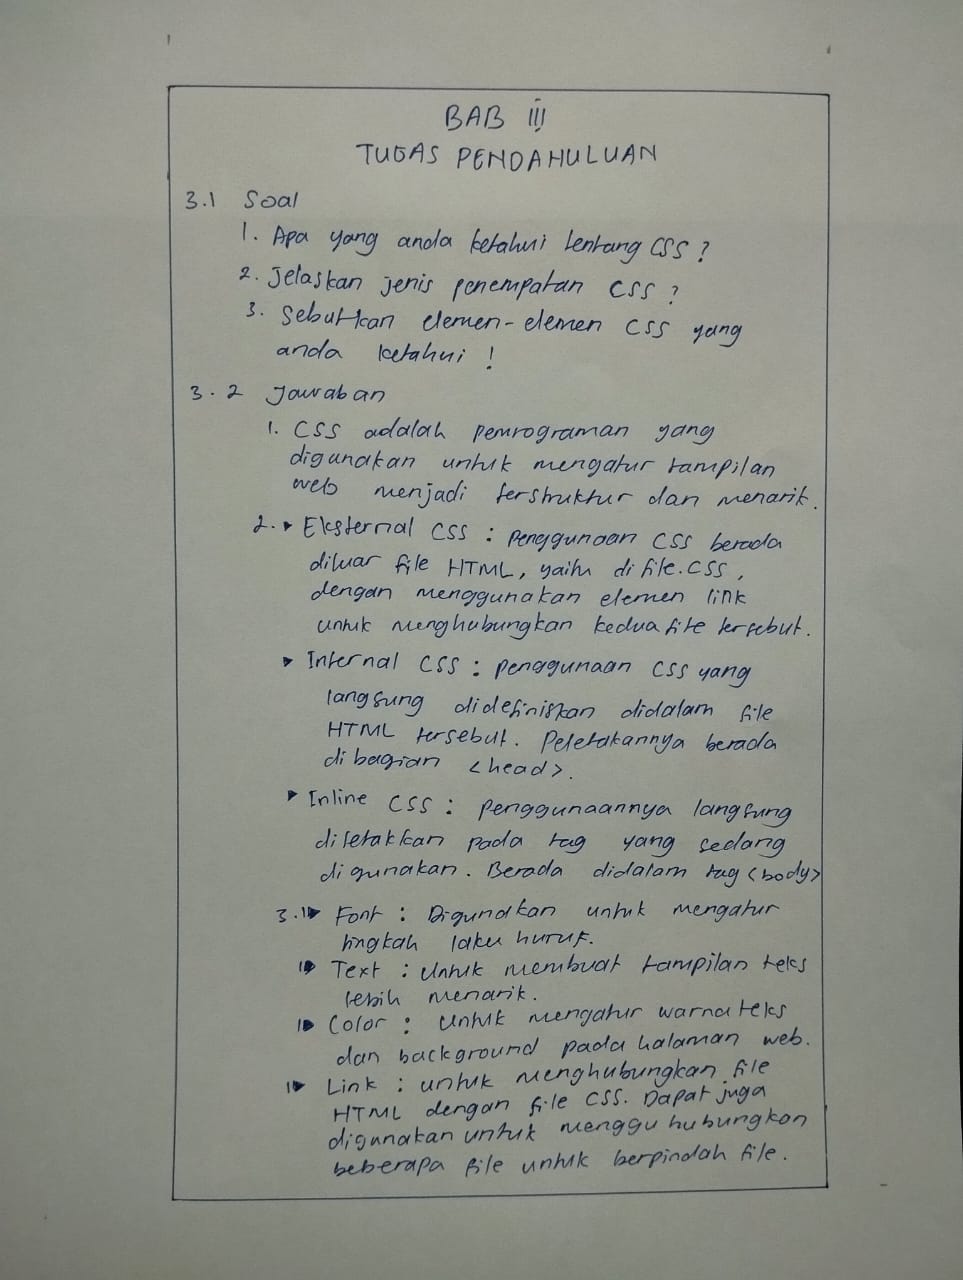 BAB III
TUGAS PENDAHULUAN
3.1 Soal
1. Apa yang anda ketahui tentang CSS ?
2. Jelaskan jenis penempatan CSS ?
3. Sebutkan elemen-elemen CSS yang
anda ketahui !
3.2 Jawaban
1. CSS adalah pemrograman yang
digunakan untuk mengatur tampilan
web menjadi terstruktur dan menarik.
2. ▶ Eksternal CSS : Penggunaan CSS berada
diluar file HTML, yaitu di file.CSS,
dengan menggunakan elemen link
untuk menghubungkan kedua file tersebut.
▶ Internal CSS : penggunaan CSS yang
langsung didefiniskan didalam file
HTML tersebut. Peletakannya berada
dibagian <head>.
▶ Inline CSS : penggunaannya langsung
diletakkan pada tag yang sedang
digunakan. Berada didalam tag <body>
3. ▶ Font : Digunakan untuk mengatur
tingkah laku huruf.
▶ Text : Untuk membuat tampilan teks
lebih menarik.
▶ Color : Untuk mengatur warna teks
dan background pada halaman web.
▶ Link : untuk menghubungkan file
HTML dengan file CSS. Dapat juga
digunakan untuk menggu hubungkan
beberapa file untuk berpindah file.